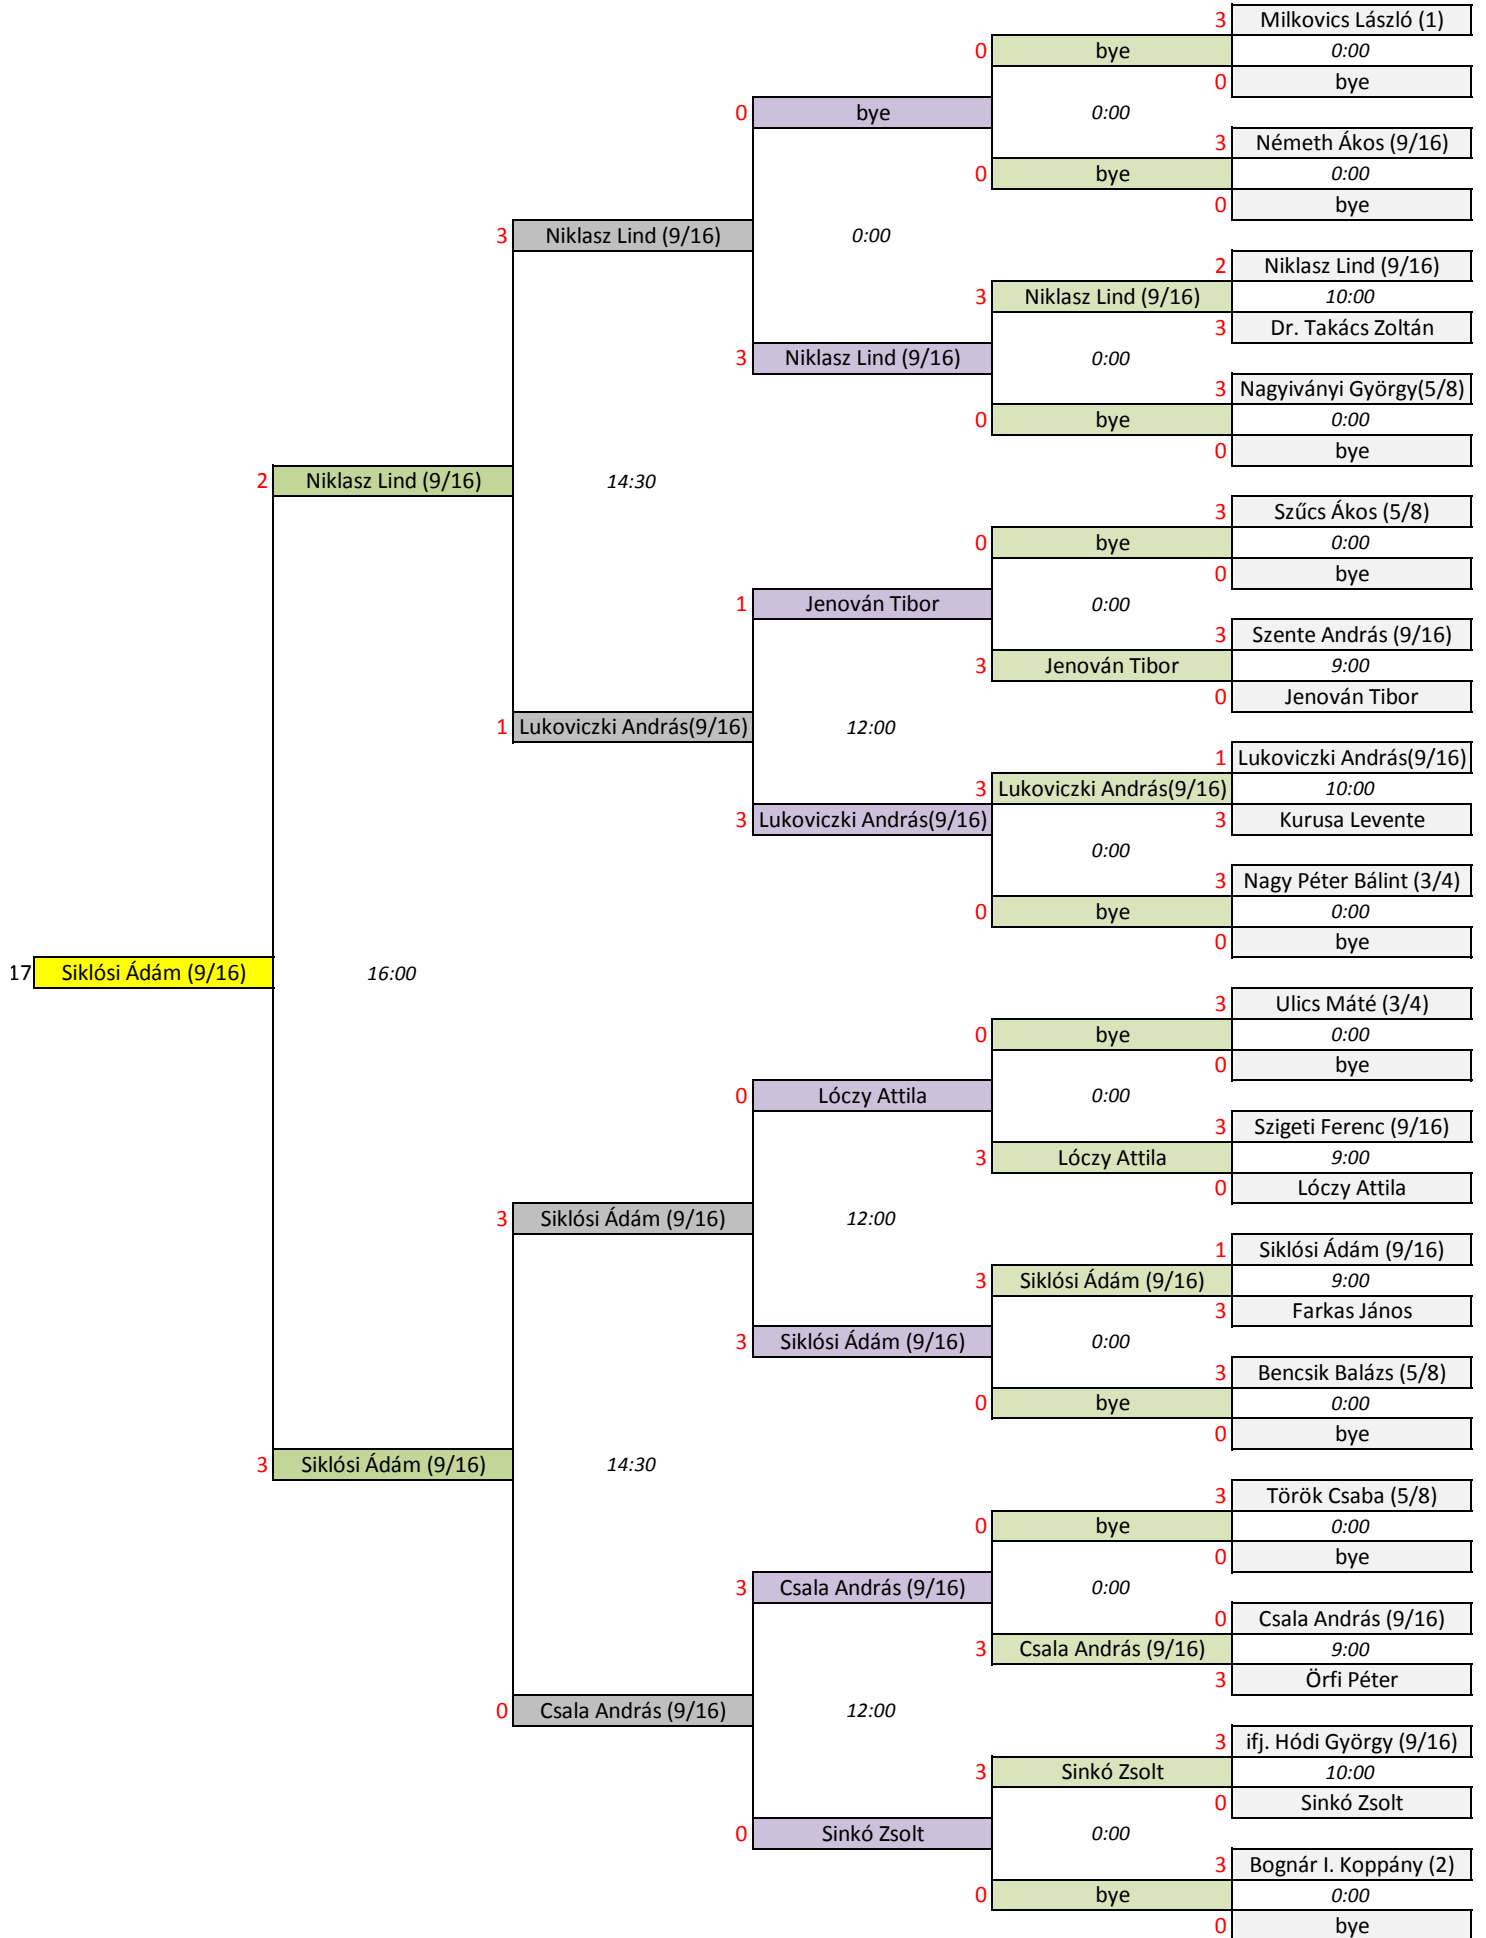 3 Milkovics László (1)
0 bye 0:00
0 bye
0 bye 0:00
3 Németh Ákos (9/16)
0 bye 0:00
0 bye
3 Niklasz Lind (9/16) 0:00
2 Niklasz Lind (9/16)
3 Niklasz Lind (9/16) 10:00
3 Dr. Takács Zoltán
3 Niklasz Lind (9/16) 0:00
3 Nagyiványi György(5/8)
0 bye 0:00
0 bye
2 Niklasz Lind (9/16) 14:30
3 Szűcs Ákos (5/8)
0 bye 0:00
0 bye
1 Jenován Tibor 0:00
3 Szente András (9/16)
3 Jenován Tibor 9:00
0 Jenován Tibor
1 Lukoviczki András(9/16) 12:00
1 Lukoviczki András(9/16)
3 Lukoviczki András(9/16) 10:00
3 Lukoviczki András(9/16) 3 Kurusa Levente
0:00
3 Nagy Péter Bálint (3/4)
0 bye 0:00
0 bye
17 Siklósi Ádám (9/16) 16:00
3 Ulics Máté (3/4)
0 bye 0:00
0 bye
0 Lóczy Attila 0:00
3 Szigeti Ferenc (9/16)
3 Lóczy Attila 9:00
0 Lóczy Attila
3 Siklósi Ádám (9/16) 12:00
1 Siklósi Ádám (9/16)
3 Siklósi Ádám (9/16) 9:00
3 Farkas János
3 Siklósi Ádám (9/16) 0:00
3 Bencsik Balázs (5/8)
0 bye 0:00
0 bye
3 Siklósi Ádám (9/16) 14:30
3 Török Csaba (5/8)
0 bye 0:00
0 bye
3 Csala András (9/16) 0:00
0 Csala András (9/16)
3 Csala András (9/16) 9:00
3 Örfi Péter
0 Csala András (9/16) 12:00
3 ifj. Hódi György (9/16)
3 Sinkó Zsolt 10:00
0 Sinkó Zsolt
0 Sinkó Zsolt 0:00
3 Bognár I. Koppány (2)
0 bye 0:00
0 bye